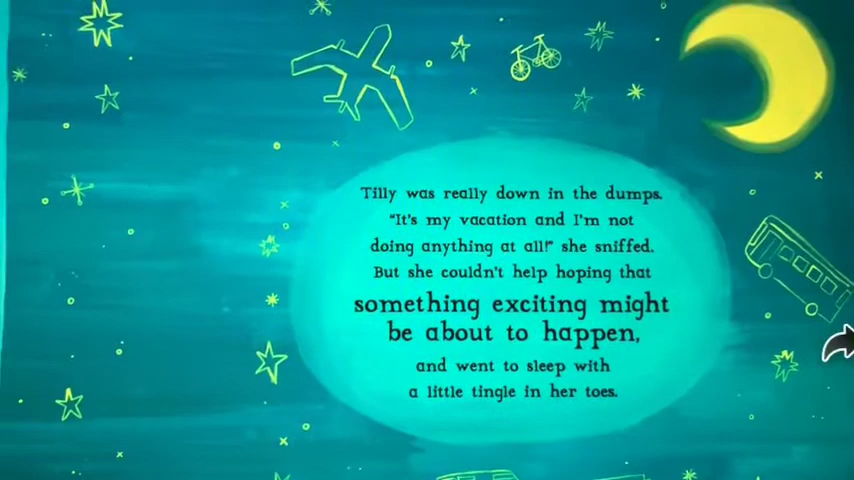 Tilly was really down in the dumps.
"It's my vacation and I'm not
doing anything at all!" she sniffed.
But she couldn't help hoping that
something exciting might
be about to happen,
and went to sleep with
a little tingle in her toes.